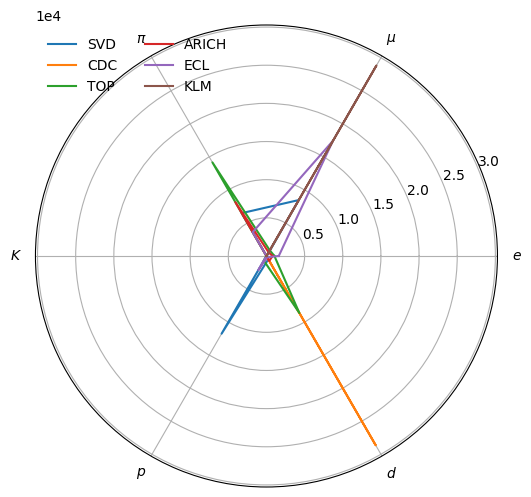 1e4
SVD ARICH
CDC ECL
TOP KLM
π
μ
3.0
2.5
2.0
1.5
1.0
0.5
K
e
p
d